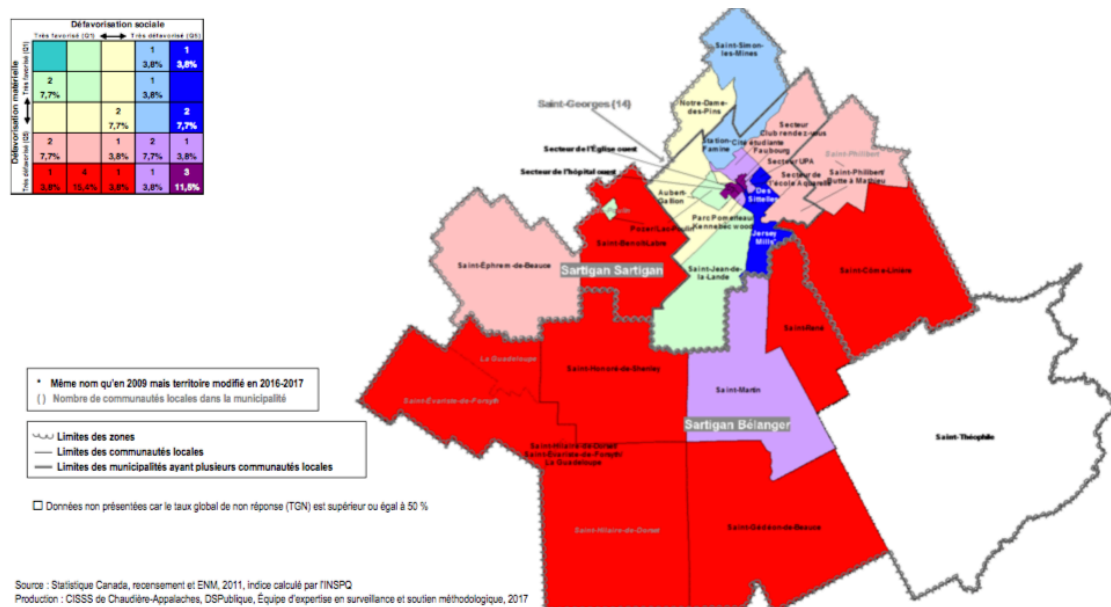 Défavorisation sociale
Très favorisé (Q1) Très défavorisé (Q5)
Défavorisation matérielle
Très défavorisé (Q5) Très favorisé (Q1)
1 1
3,8% 3,8%
2 1
7,7% 3,8%
2 2
7,7% 7,7%
2 1 2 1
7,7% 3,8% 7,7% 3,8%
1 4 1 1 3
3,8% 15,4% 3,8% 3,8% 11,5%
Saint-Simon-
les-Mines
Notre-Dame-
des-Pins
Saint-Georges (14)
Secteur
Club rendez-vous
Station-
Famine
Cité étudiante
Faubourg
Secteur de l'Église ouest
Secteur UPA
Saint-Philibert
Secteur de l'hôpital ouest
Secteur de
l'école Aquarelle
Saint-Philibert/
Butte à Mathieu
Aubert-
Gallion
Des
Sittelles
Parc Pomerleau/
Kennebec wood
Jersey
Mills*
Saint-Benoît-Labre
Saint-Éphrem-de-Beauce
Sartigan Sartigan
Saint-Jean-de-
la-Lande
Saint-Côme-Linière
Saint-René
La Guadeloupe
Saint-Honoré-de-Shenley
Saint-Évariste-de-Forsyth
Saint-Martin
Sartigan Bélanger
Saint-Théophile
Saint-Hilaire-de-Dorset/
Saint-Évariste-de-Forsyth/
La Guadeloupe
Saint-Hilaire-de-Dorset
Saint-Gédéon-de-Beauce
* Même nom qu'en 2009 mais territoire modifié en 2016-2017
( ) Nombre de communautés locales dans la municipalité
Limites des zones
Limites des communautés locales
Limites des municipalités ayant plusieurs communautés locales
Données non présentées car le taux global de non réponse (TGN) est supérieur ou égal à 50 %
Source : Statistique Canada, recensement et ENM, 2011, indice calculé par l'INSPQ
Production : CISSS de Chaudière-Appalaches, DSPublique, Équipe d'expertise en surveillance et soutien méthodologique, 2017